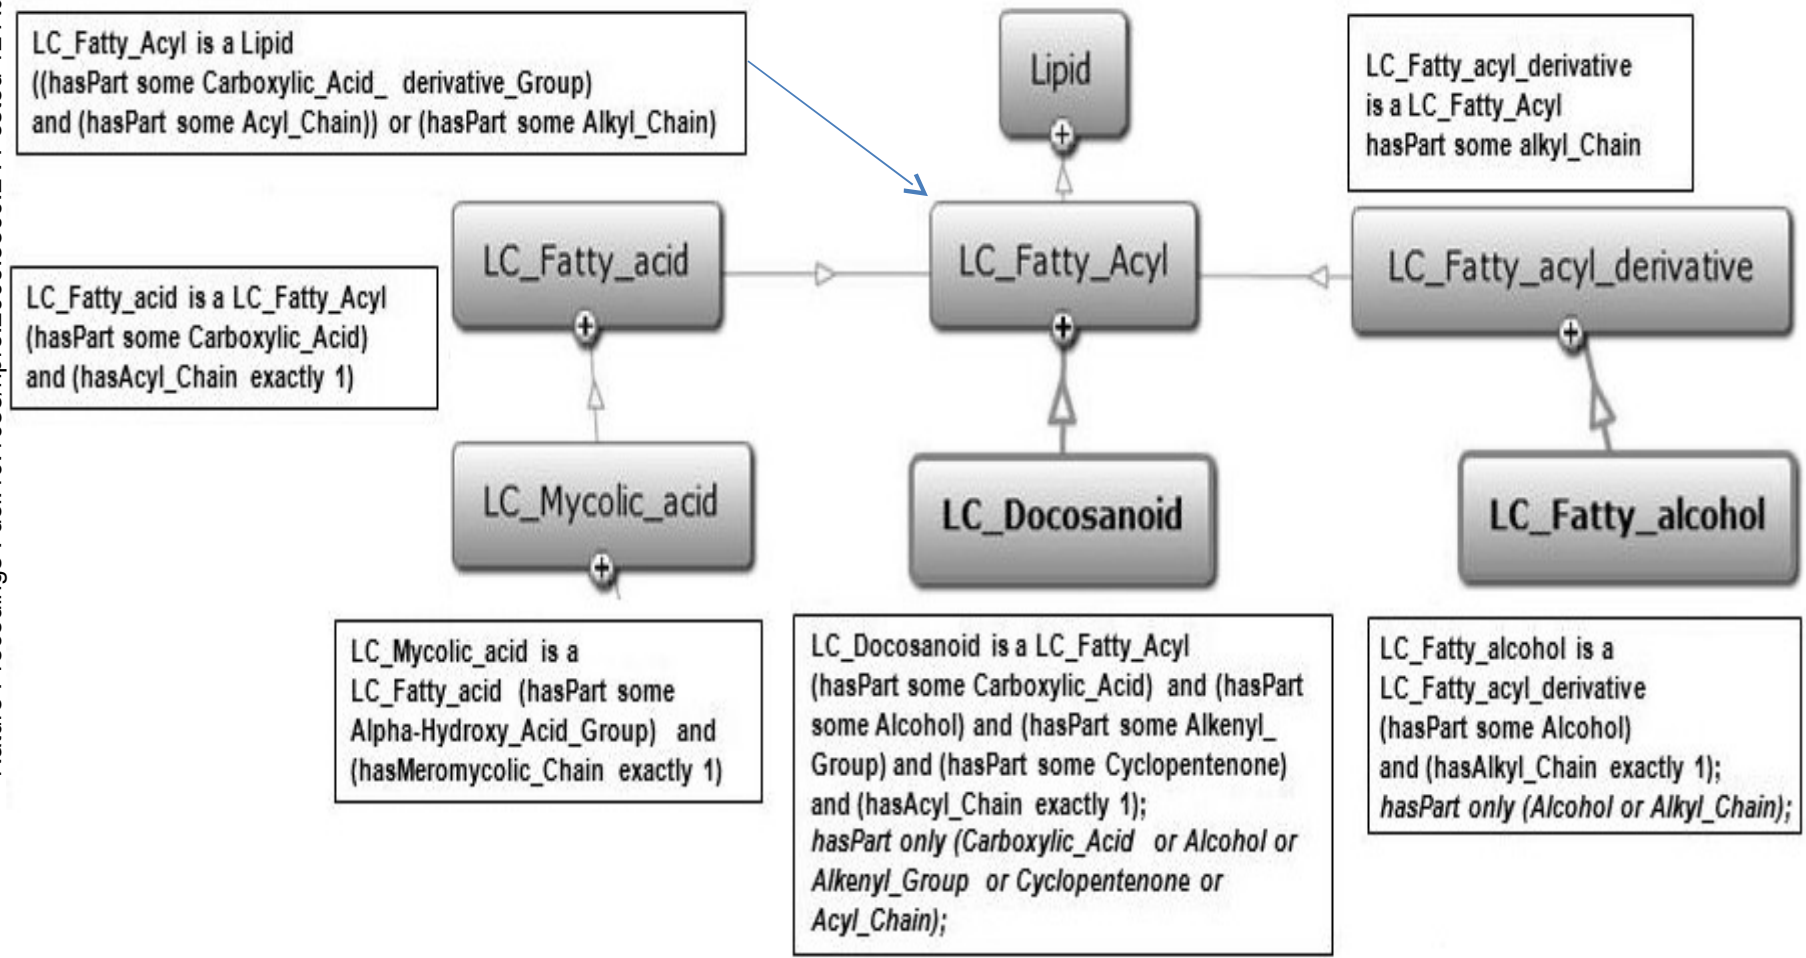 LC_Fatty_Acyl is a Lipid
((hasPart some Carboxylic_Acid_ derivative_Group)
and (hasPart some Acyl_Chain)) or (hasPart some Alkyl_Chain)
Lipid
LC_Fatty_acyl_derivative
is a LC_Fatty_Acyl
hasPart some alkyl_Chain
LC_Fatty_acid
LC_Fatty_Acyl
LC_Fatty_acyl_derivative
LC_Fatty_acid is a LC_Fatty_Acyl
(hasPart some Carboxylic_Acid)
and (hasAcyl_Chain exactly 1)
LC_Mycolic_acid
LC_Docosanoid
LC_Fatty_alcohol
LC_Mycolic_acid is a
LC_Fatty_acid (hasPart some
Alpha-Hydroxy_Acid_Group) and
(hasMeromycolic_Chain exactly 1)
LC_Docosanoid is a LC_Fatty_Acyl
(hasPart some Carboxylic_Acid) and (hasPart
some Alcohol) and (hasPart some Alkenyl_
Group) and (hasPart some Cyclopentenone)
and (hasAcyl_Chain exactly 1);
hasPart only (Carboxylic_Acid or Alcohol or
Alkenyl_Group or Cyclopentenone or
Acyl_Chain);
LC_Fatty_alcohol is a
LC_Fatty_acyl_derivative
(hasPart some Alcohol)
and (hasAlkyl_Chain exactly 1);
hasPart only (Alcohol or Alkyl_Chain);